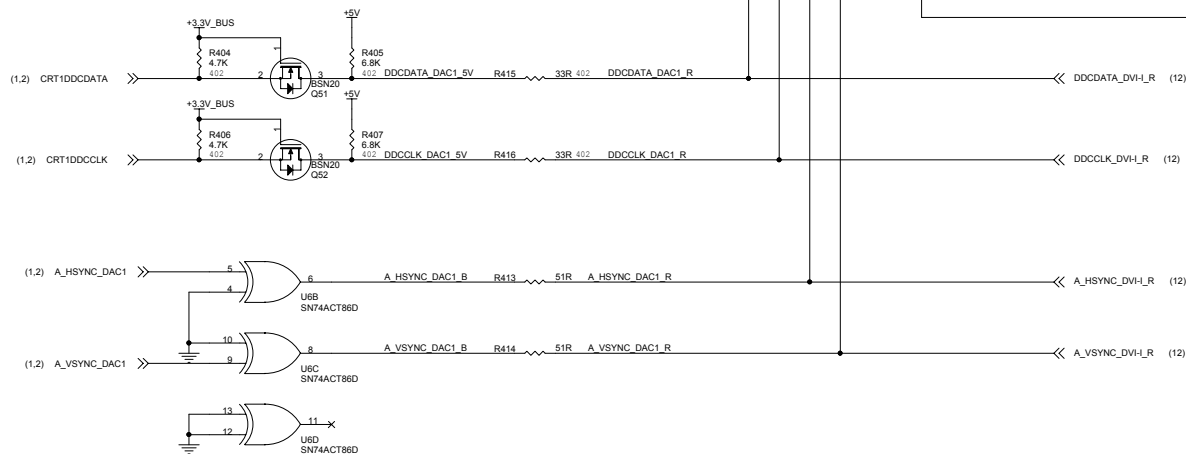 +3.3V_BUS
+5V
R404
4.7K
402
1
2
3
BSN20
Q51
R405
6.8K
402
(1,2) CRT1DDCDATA
DDCDATA_DAC1_5V
R415
33R 402
DDCDATA_DAC1_R
DDCDATA_DVI-I_R (12)
+3.3V_BUS
+5V
R406
4.7K
402
1
2
3
BSN20
Q52
R407
6.8K
402
(1,2) CRT1DDCCLK
DDCCLK_DAC1_5V
R416
33R 402
DDCCLK_DAC1_R
DDCCLK_DVI-I_R (12)
(1,2) A_HSYNC_DAC1
5
4
6
U6B
SN74ACT86D
A_HSYNC_DAC1_B
R413
51R
A_HSYNC_DAC1_R
A_HSYNC_DVI-I_R (12)
10
9
8
(1,2) A_VSYNC_DAC1
U6C
SN74ACT86D
A_VSYNC_DAC1_B
R414
51R
A_VSYNC_DAC1_R
A_VSYNC_DVI-I_R (12)
13
12
11
U6D
SN74ACT86D